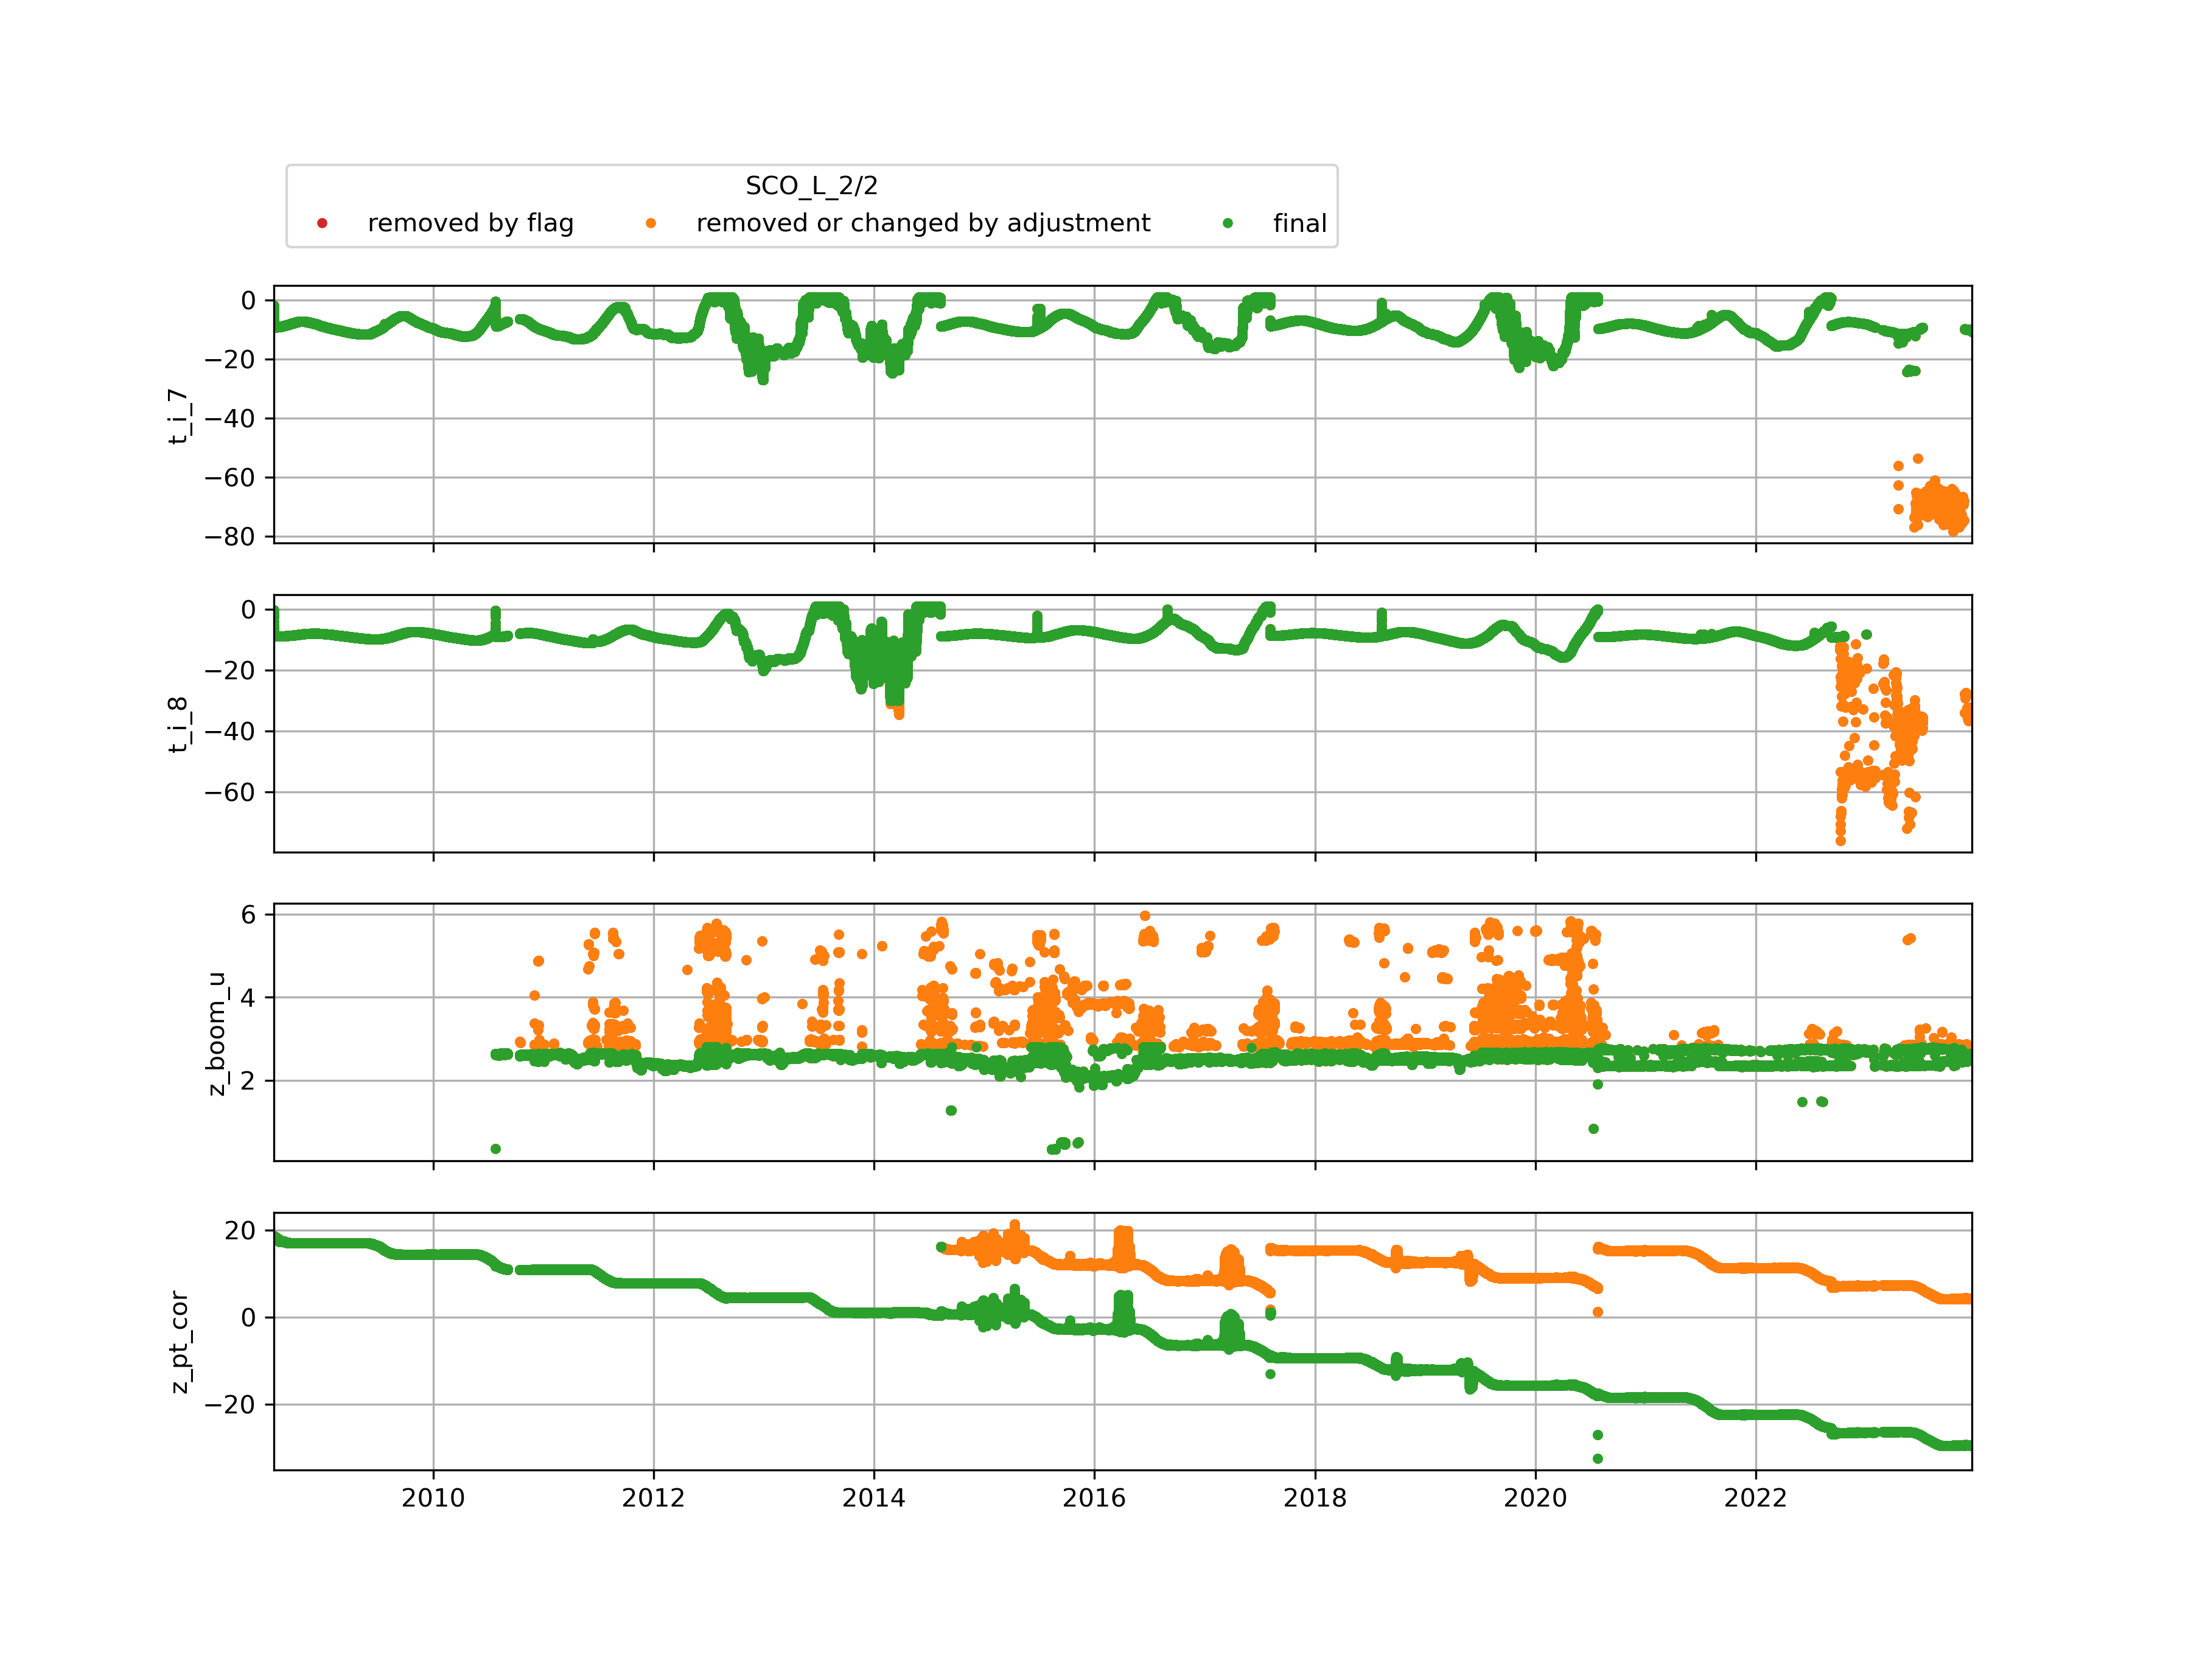 SCO_L_2/2
removed by flag removed or changed by adjustment final
0
−20
−40
−60
−80
t_i_7
0
−20
−40
−60
t_i_8
6
4
2
z_boom_u
20
0
−20
z_pt_cor
2010 2012 2014 2016 2018 2020 2022